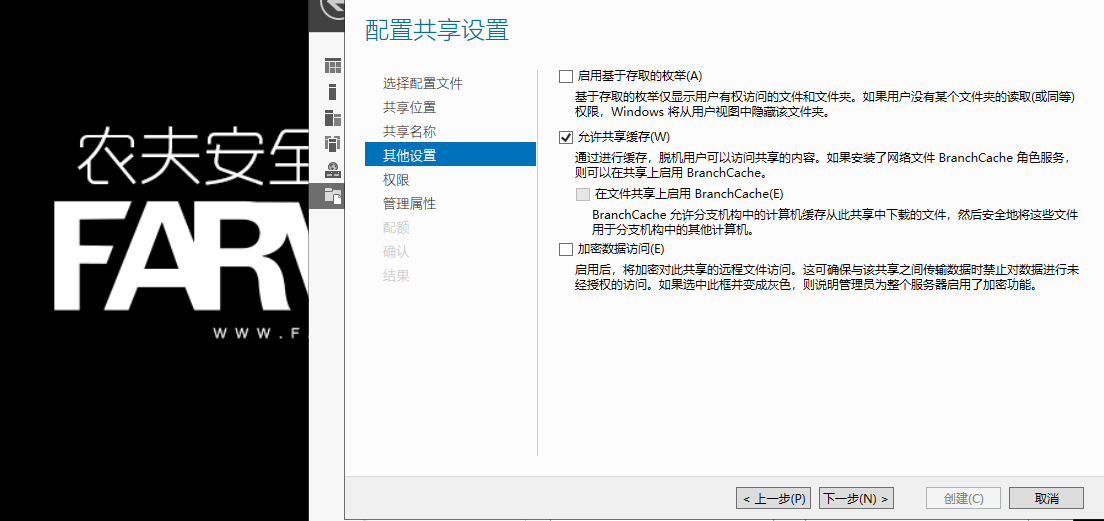 配置共享设置
农夫安全
FARV
WWW.F
选择配置文件
共享位置
共享名称
其他设置
权限
管理属性
配额
确认
结果
启用基于存取的枚举(A)
基于存取的枚举仅显示用户有权访问的文件和文件夹。如果用户没有某个文件夹的读取(或同等)
权限，Windows 将从用户视图中隐藏该文件夹。
允许共享缓存(W)
通过进行缓存，脱机用户可以访问共享的内容。如果安装了网络文件 BranchCache 角色服务，
则可以在共享上启用 BranchCache。
在文件共享上启用 BranchCache(E)
BranchCache 允许分支机构中的计算机缓存从此共享中下载的文件，然后安全地将这些文件
用于分支机构中的其他计算机。
加密数据访问(E)
启用后，将加密对此共享的远程文件访问。这可确保与该共享之间传输数据时禁止对数据进行未
经授权的访问。如果选中此框并变成灰色，则说明管理员为整个服务器启用了加密功能。
< 上一步(P)
下一步(N) >
创建(C)
取消